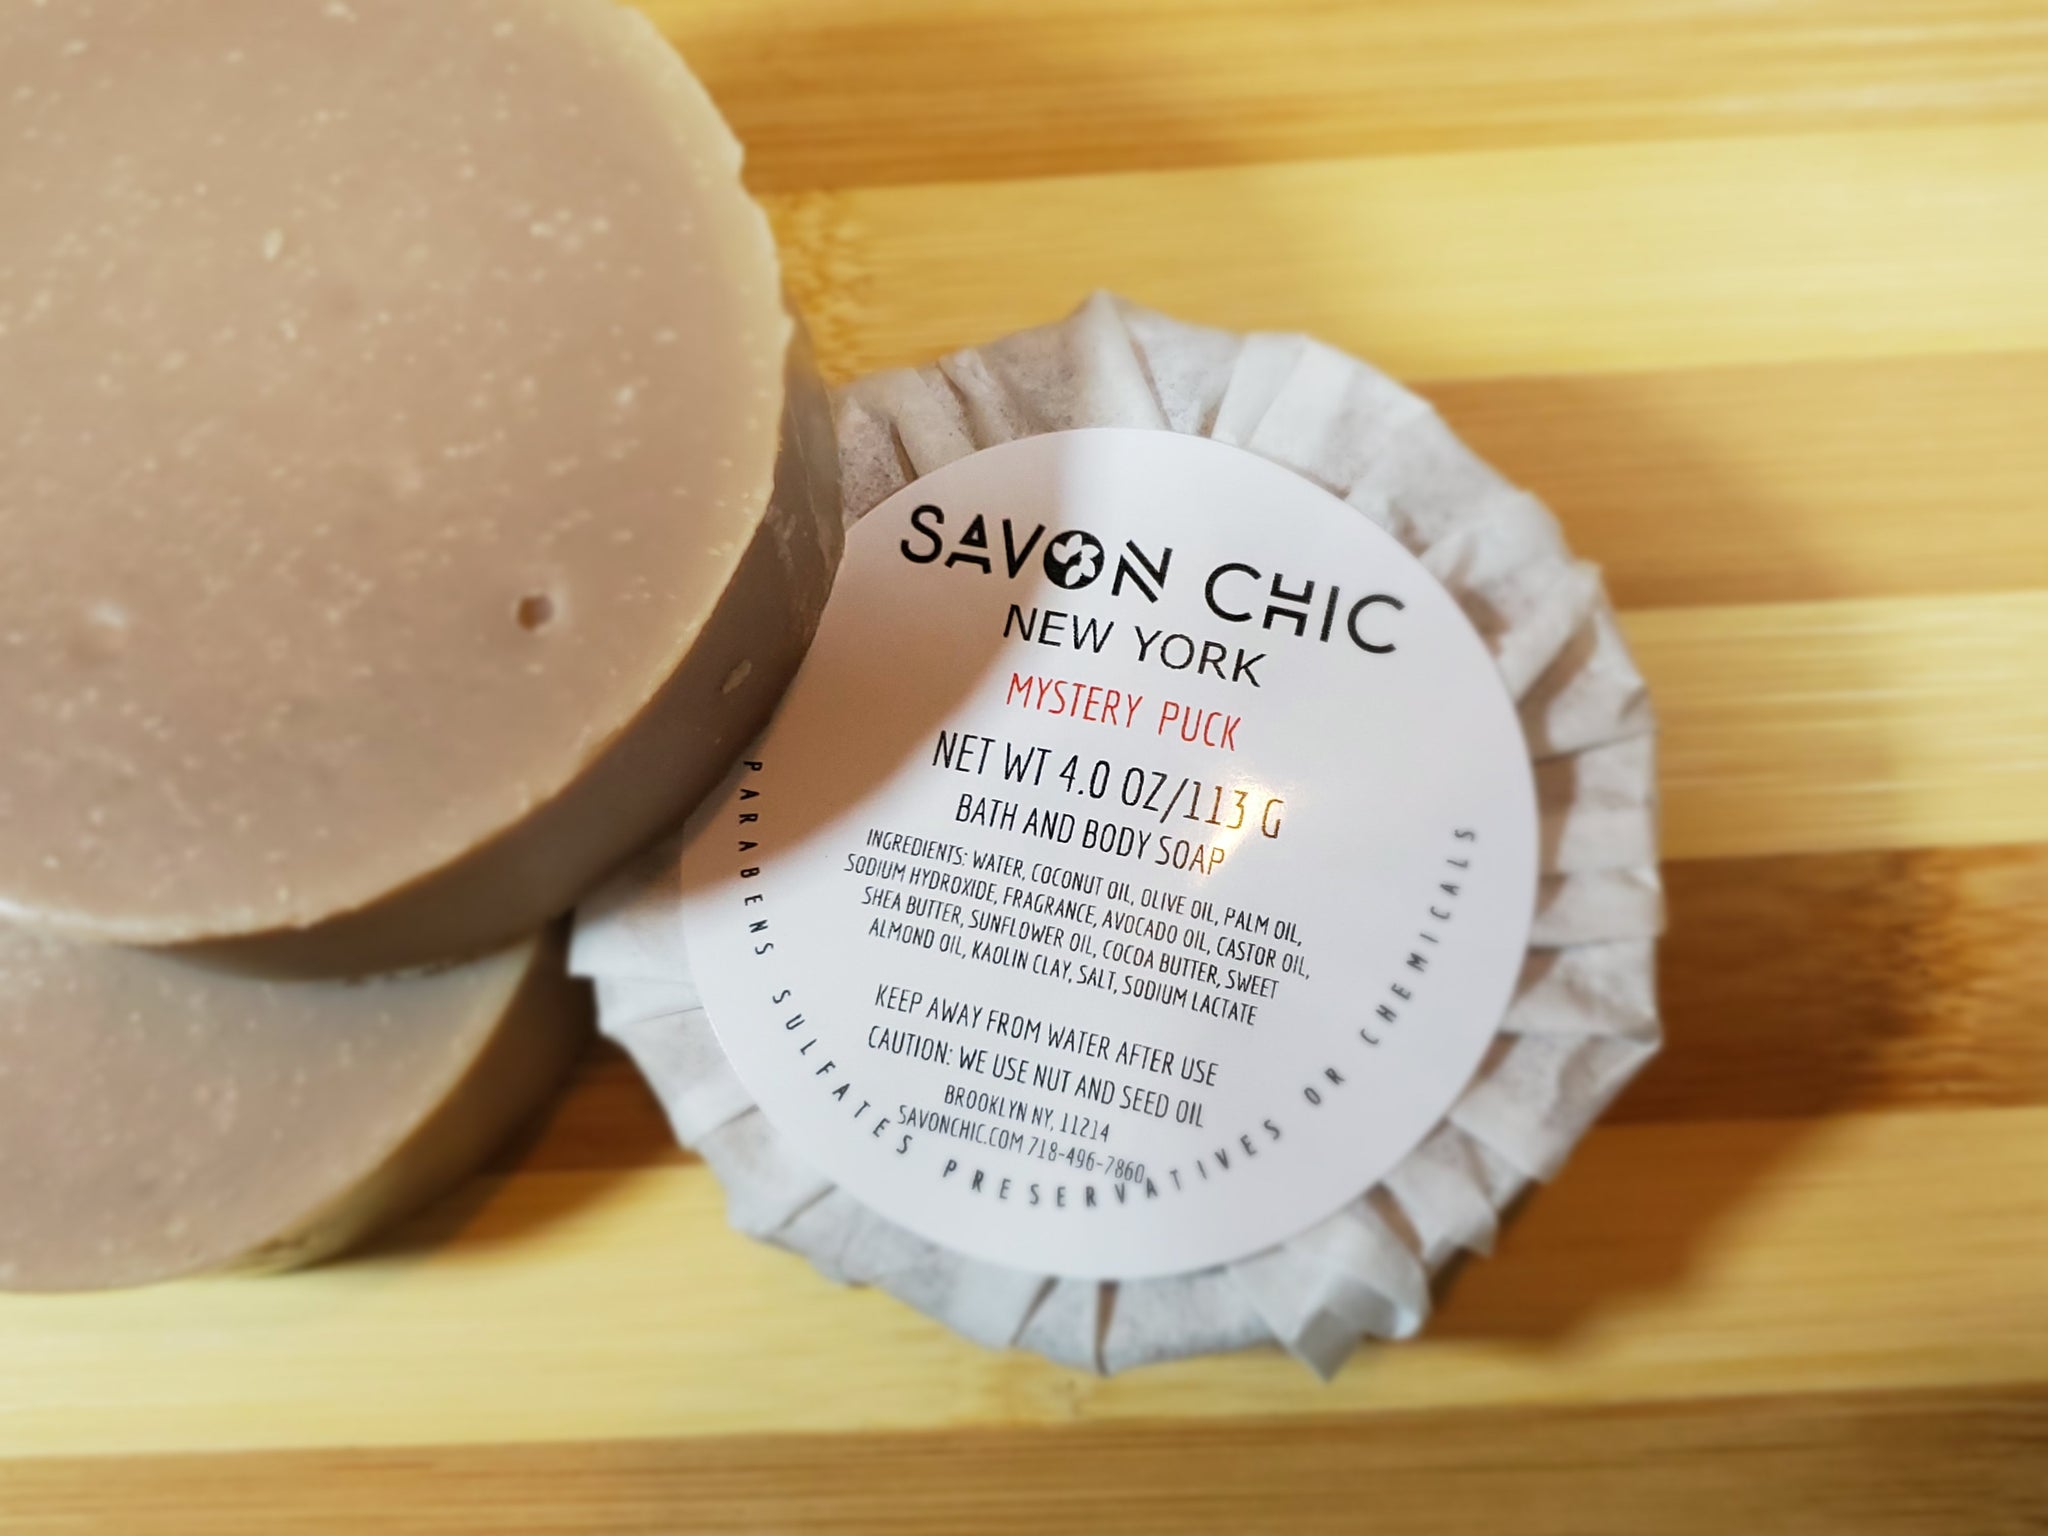 SAVON CHIC
NEW YORK
MYSTERY PUCK
NET WT 4.0 OZ/113 G
BATH AND BODY SOAP
INGREDIENTS: WATER, COCONUT OIL, OLIVE OIL, PALM OIL,
SODIUM HYDROXIDE, FRAGRANCE, AVOCADO OIL, CASTOR OIL,
SHEA BUTTER, SUNFLOWER OIL, COCOA BUTTER, SWEET
ALMOND OIL, KAOLIN CLAY, SALT, SODIUM LACTATE
KEEP AWAY FROM WATER AFTER USE
CAUTION: WE USE NUT AND SEED OIL
BROOKLYN NY, 11214
SAVONCHIC.COM 718-496-7860
PARABENS SULFATES PRESERVATIVES OR CHEMICALS